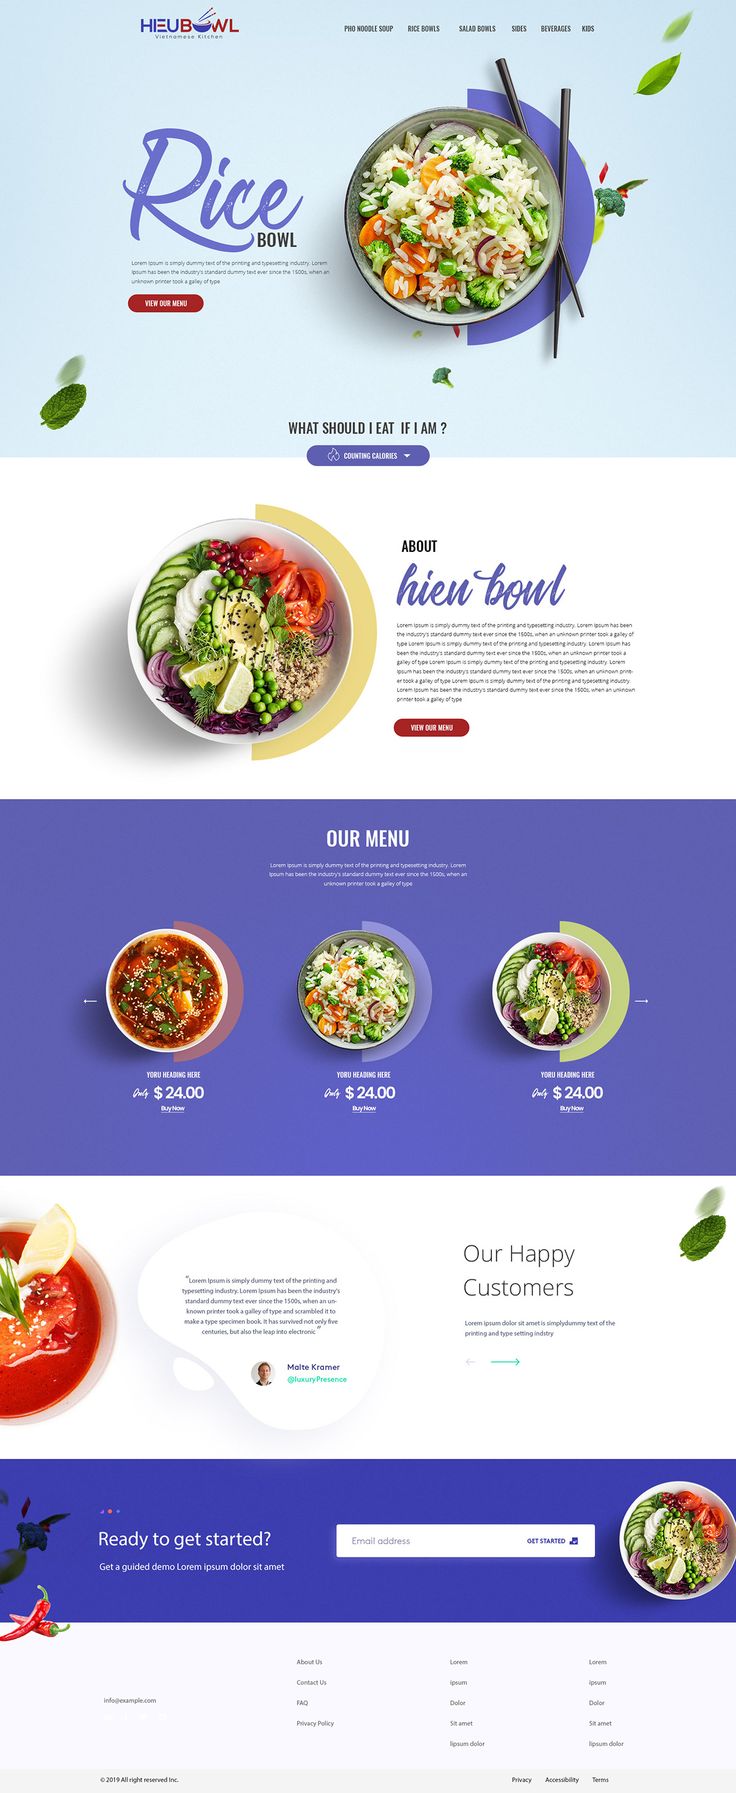 HIEUBOWL
Vietnamese Kitchen
PHO NOODLE SOUP RICE BOWLS SALAD BOWLS SIDES BEVERAGES KIDS
Rice
BOWL
Lorem Ipsum is simply dummy text of the printing and typesetting industry. Lorem
Ipsum has been the industry's standard dummy text ever since the 1500s, when an
unknown printer took a galley of type
VIEW OUR MENU
WHAT SHOULD I EAT IF I AM ?
COUNTING CALORIES
ABOUT
hien bowl
Lorem Ipsum is simply dummy text of the printing and typesetting industry. Lorem Ipsum has been
the industry's standard dummy text ever since the 1500s, when an unknown printer took a galley of
type Lorem Ipsum is simply dummy text of the printing and typesetting industry. Lorem Ipsum has
been the industry's standard dummy text ever since the 1500s, when an unknown printer took a
galley of type Lorem Ipsum is simply dummy text of the printing and typesetting industry. Lorem
Ipsum has been the industry's standard dummy text ever since the 1500s, when an unknown print-
er took a galley of type Lorem Ipsum is simply dummy text of the printing and typesetting industry.
Lorem Ipsum has been the industry's standard dummy text ever since the 1500s, when an unknown
printer took a galley of type
VIEW OUR MENU
OUR MENU
Lorem Ipsum is simply dummy text of the printing and typesetting industry. Lorem
Ipsum has been the industry's standard dummy text ever since the 1500s, when an
unknown printer took a galley of type
YORU HEADING HERE
Only $ 24.00
Buy Now
YORU HEADING HERE
Only $ 24.00
Buy Now
YORU HEADING HERE
Only $ 24.00
Buy Now
"Lorem Ipsum is simply dummy text of the printing and
typesetting industry. Lorem Ipsum has been the industry's
standard dummy text ever since the 1500s, when an un-
known printer took a galley of type and scrambled it to
make a type specimen book. It has survived not only five
centuries, but also the leap into electronic"
Malte Kramer
@luxuryPresence
Our Happy
Customers
Lorem ipsum dolor sit amet is simplydummy text of the
printing and type setting indstry
Ready to get started?
Get a guided demo Lorem ipsum dolor sit amet
Email address
GET STARTED
info@example.com
About Us
Contact Us
FAQ
Privacy Policy
Lorem
ipsum
Dolor
Sit amet
Iipsum dolor
Lorem
ipsum
Dolor
Sit amet
Iipsum dolor
© 2019 All right reserved Inc.
Privacy Accessibility Terms